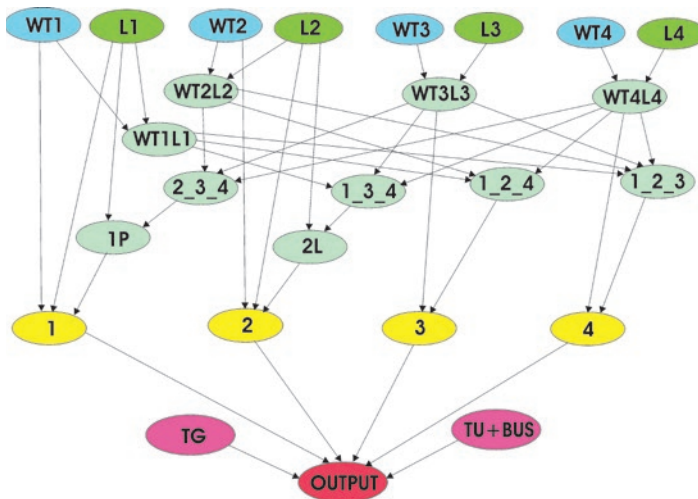 WT1
L1
WT2
L2
WT3
L3
WT4
L4
WT2L2
WT3L3
WT4L4
WT1L1
2_3_4
1_3_4
1_2_4
1_2_3
1P
2L
1
2
3
4
TG
TU+BUS
OUTPUT